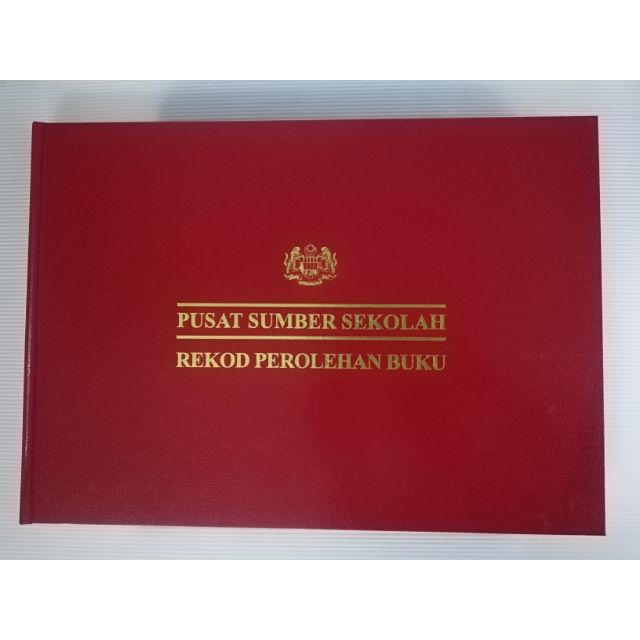 PUSAT SUMBER SEKOLAH
REKOD PEROLEHAN BUKU